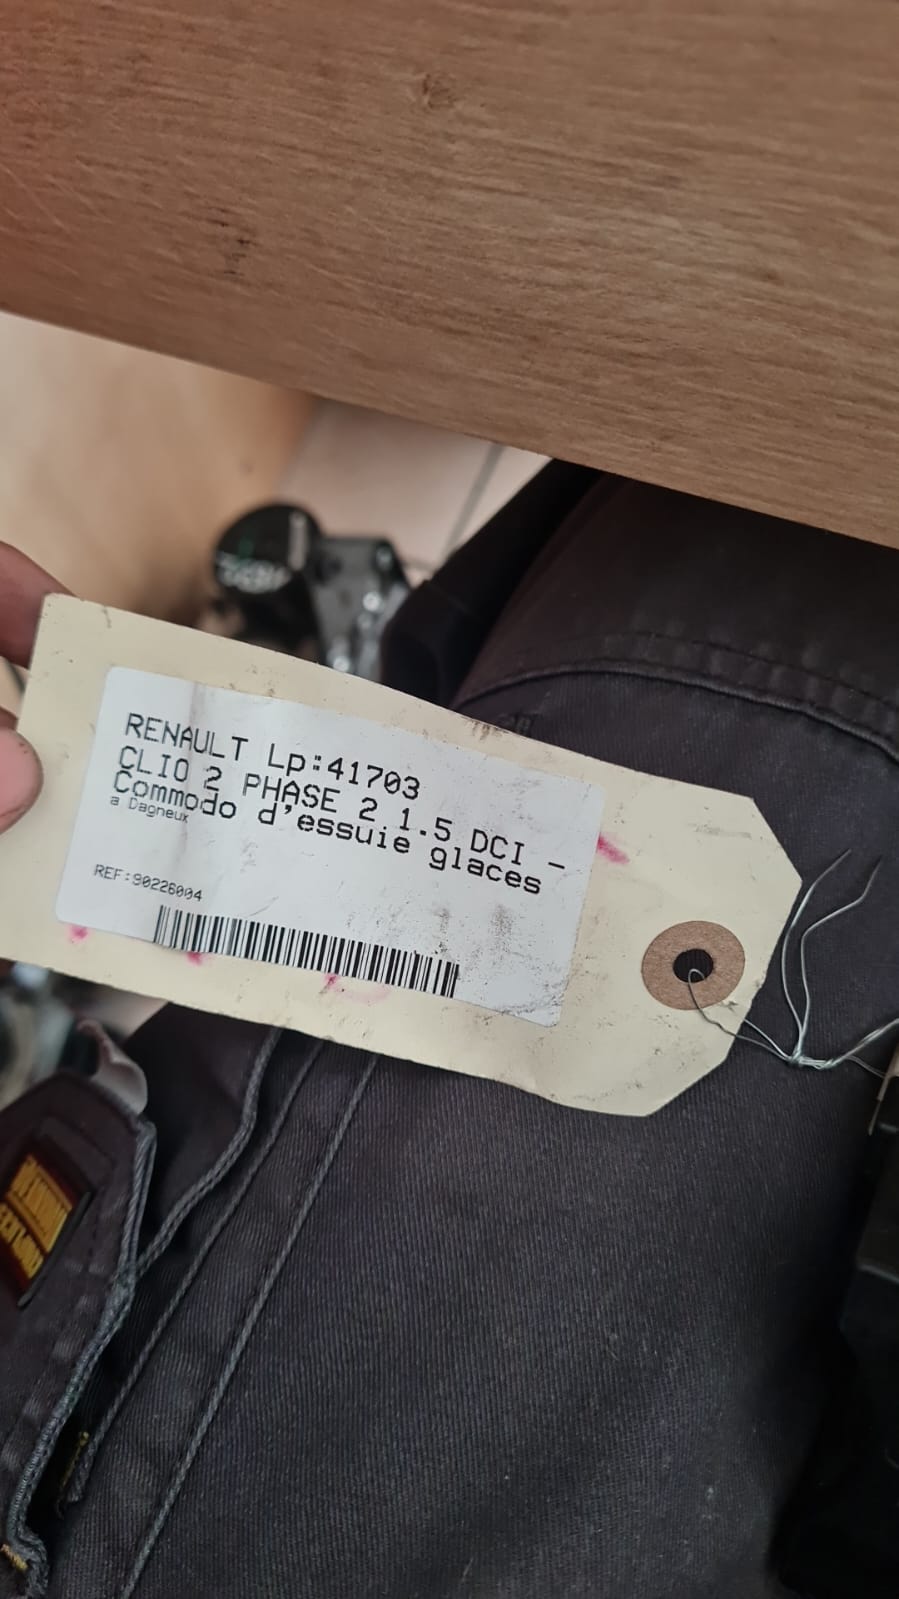 RENAULT Lp:41703
CLIO 2 PHASE 2 1.5 DCI -
Commodo d'essuie glaces
a Dagneux
REF:90226004